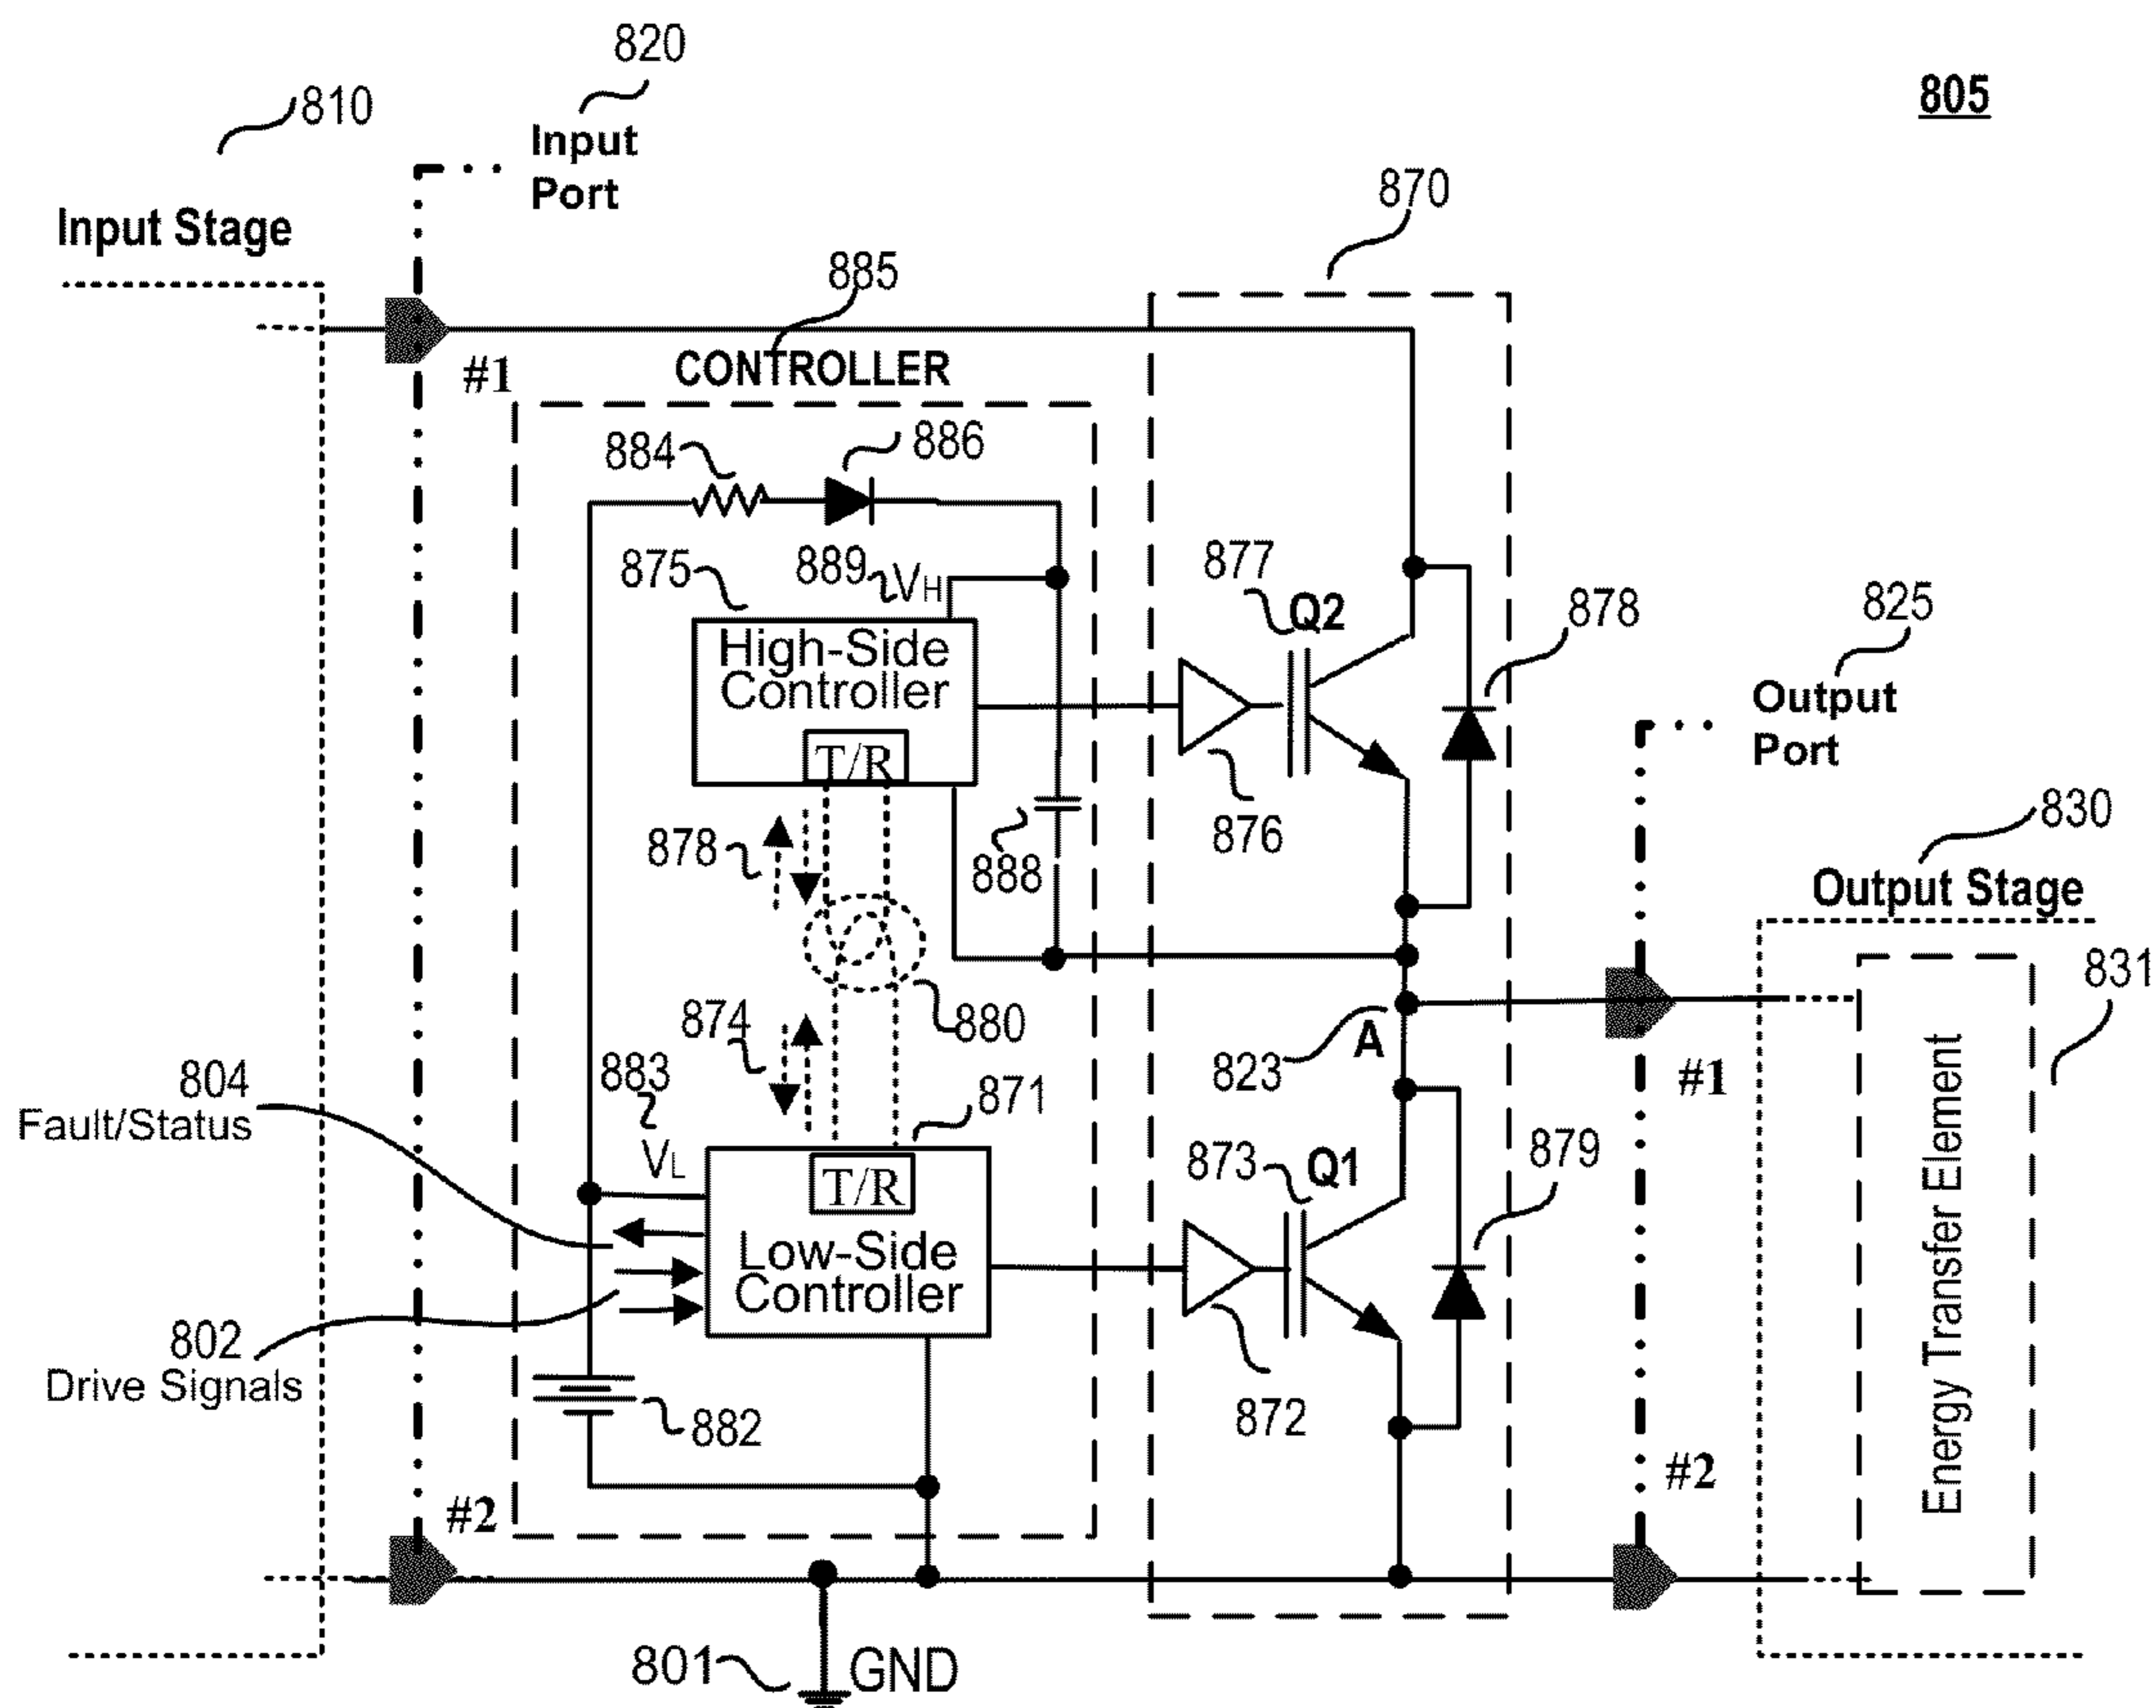 820
805
810
Input
Port
870
Input Stage
885
#1
CONTROLLER
884
886
877
875
889
VH
Q2
878
825
High-Side
Controller
Output
Port
T/R
876
830
878
888
Output Stage
874
880
831
883
823
A
804
871
#1
Fault/Status
VL
873
Q1
879
T/R
Low-Side
Controller
Energy Transfer Element
802
Drive Signals
882
872
#2
#2
801
GND